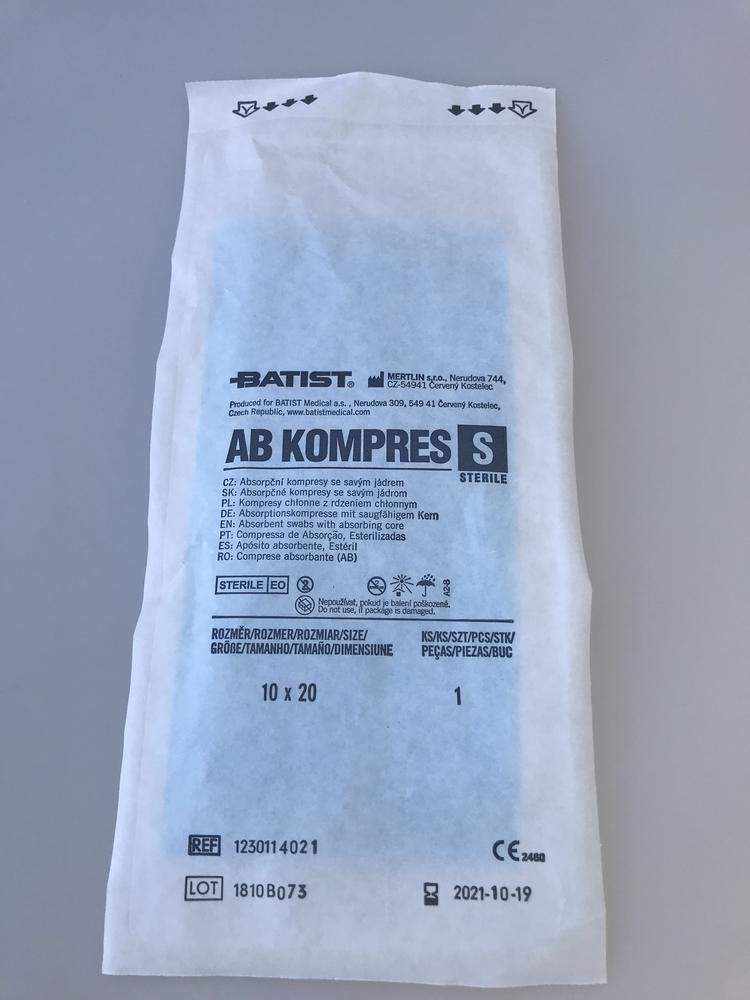 BATIST®
MERTLIN s.r.o., Nerudova 744,
CZ-54941 Červený Kostelec
Produced for BATIST Medical a.s. , Nerudova 309, 549 41 Červený Kostelec,
Czech Republic, www.batistmedical.com
AB KOMPRES S
STERILE
CZ: Absorpční kompresy se savým jádrem
SK: Absorpčné kompresy se savým jádrom
PL: Kompresy chłonne z rdzeniem chłonnym
DE: Absorptionskompresse mit saugfähigem Kern
EN: Absorbent swabs with absorbing core
PT: Compressa de Absorção, Esterilizadas
ES: Apósito absorbente, Estéril
RO: Comprese absorbante (AB)
STERILE EO 2
A2-8
Nepoužívat, pokud je balení poškozené.
Do not use, if package is damaged.
ROZMĚR/ROZMER/ROZMIAR/SIZE/
GRÖßE/TAMANHO/TAMAÑO/DIMENSIUNE
KS/KS/SZT/PCS/STK/
PEÇAS/PIEZAS/BUC
10 x 20 1
REF 1230114021 CE 2460
LOT 1810B073 2021-10-19